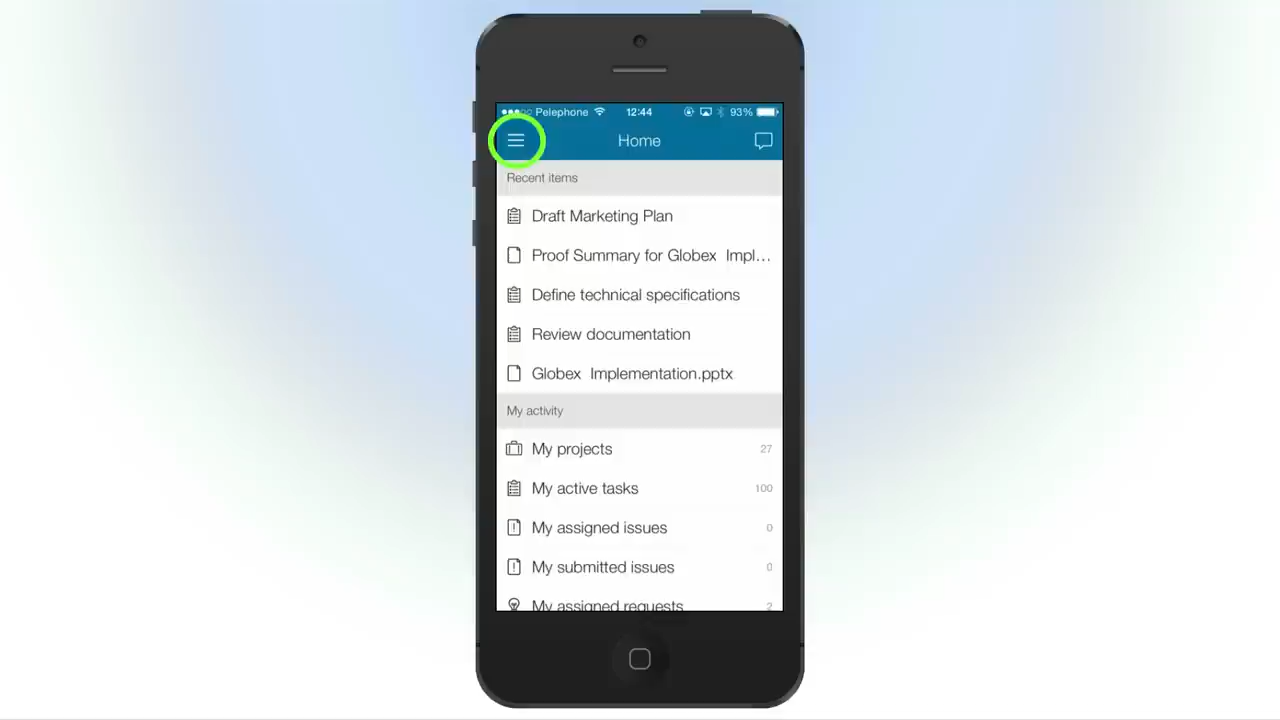 Pelephone 12:44 93%
Home
Recent items
Draft Marketing Plan
Proof Summary for Globex Impl...
Define technical specifications
Review documentation
Globex Implementation.pptx
My activity
My projects 27
My active tasks 100
My assigned issues 0
My submitted issues 0
My assigned requests 2